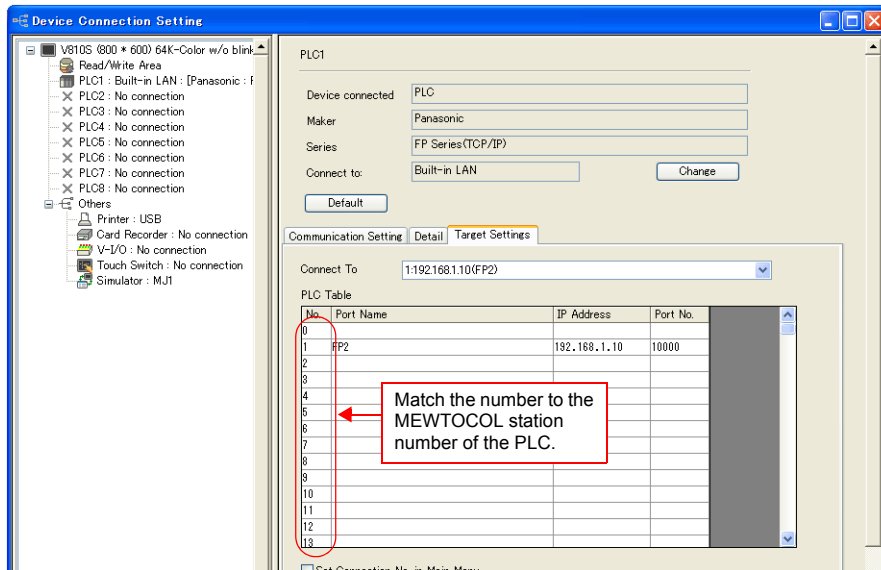 Device Connection Setting
V810S (800 * 600) 64K-Color w/o blink
Read/Write Area
PLC1 : Built-in LAN : [Panasonic : F
PLC2 : No connection
PLC3 : No connection
PLC4 : No connection
PLC5 : No connection
PLC6 : No connection
PLC7 : No connection
PLC8 : No connection
Others
Printer : USB
Card Recorder : No connection
V-I/O : No connection
Touch Switch : No connection
Simulator : MJ1
PLC1
Device connected PLC
Maker Panasonic
Series FP Series(TCP/IP)
Connect to: Built-in LAN Change
Default
Communication Setting Detail Target Settings
Connect To 1:192.168.1.10(FP2)
PLC Table
No. Port Name IP Address Port No.
0
1 FP2 192.168.1.10 10000
2
3
4
5
6
7
8
9
10
11
12
13
Match the number to the
MEWTOCOL station
number of the PLC.
Set Connection No. in Main Menu